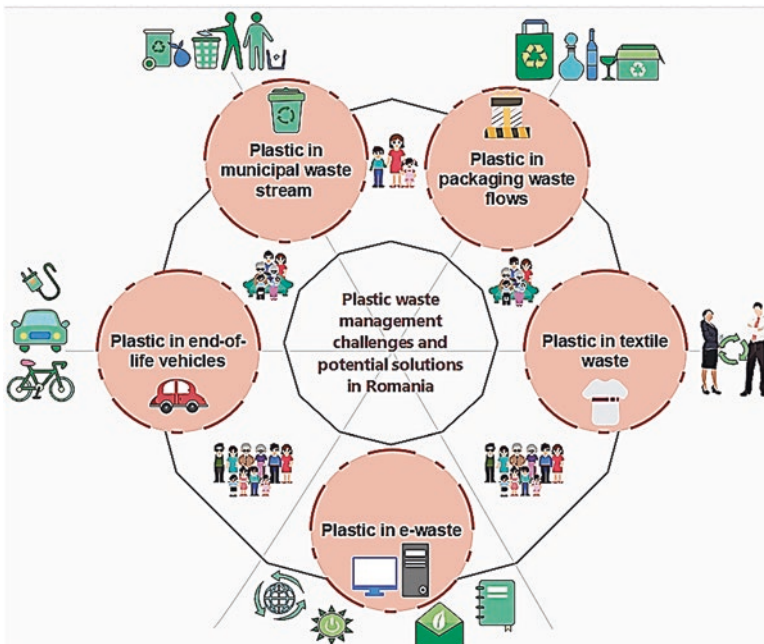 Plastic in
municipal waste
stream
Plastic in
packaging waste
flows
Plastic waste
management
challenges and
potential solutions
in Romania
Plastic in end-of-
life vehicles
Plastic in textile
waste
Plastic in e-waste